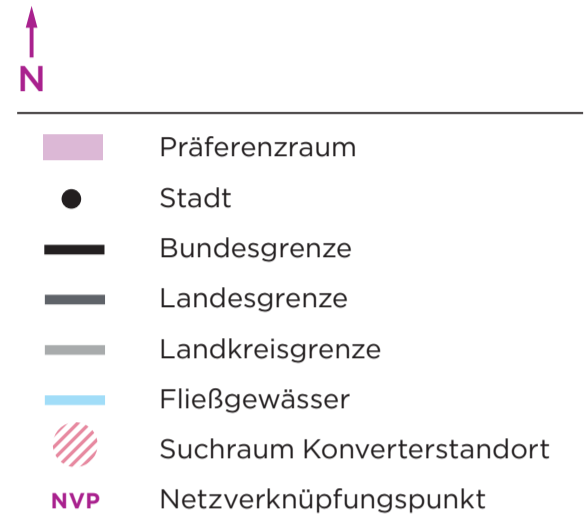 N
Präferenzraum
Stadt
Bundesgrenze
Landesgrenze
Landkreisgrenze
Fließgewässer
Suchraum Konverterstandort
NVP Netzverknüpfungspunkt